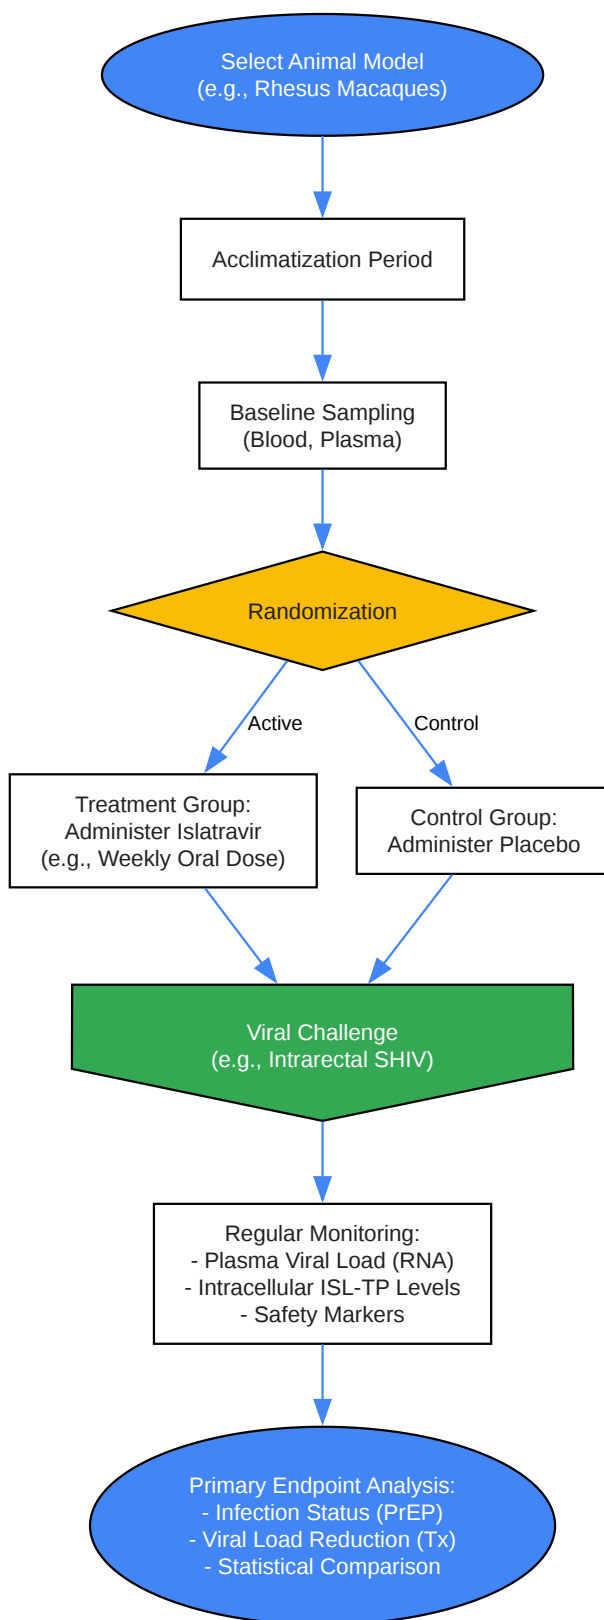 Select Animal Model
(e.g., Rhesus Macaques)
Acclimatization Period
Baseline Sampling
(Blood, Plasma)
Randomization
Active
Control
Treatment Group:
Administer Islatravir
(e.g., Weekly Oral Dose)
Control Group:
Administer Placebo
Viral Challenge
(e.g., Intrarectal SHIV)
Regular Monitoring:
- Plasma Viral Load (RNA)
- Intracellular ISL-TP Levels
- Safety Markers
Primary Endpoint Analysis:
- Infection Status (PrEP)
- Viral Load Reduction (Tx)
- Statistical Comparison